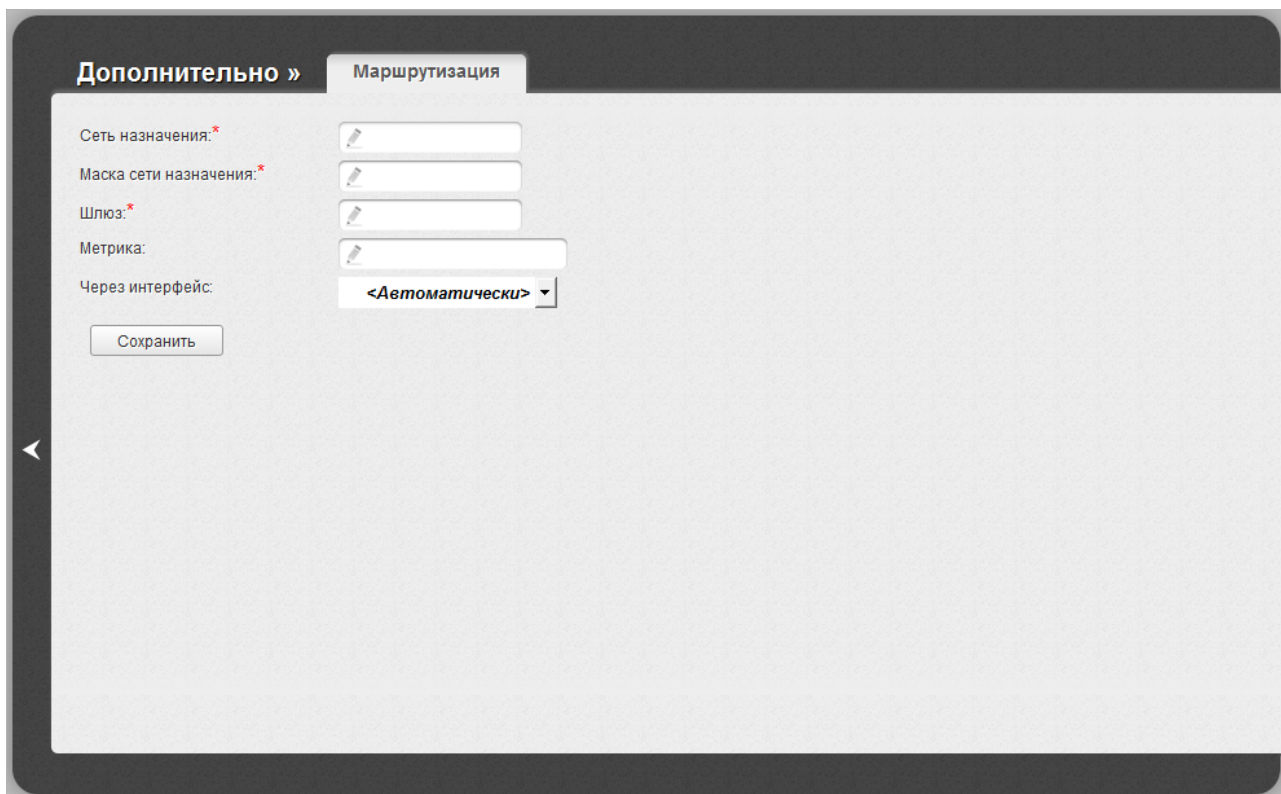 Дополнительно » Маршрутизация
Сеть назначения:*
Маска сети назначения:*
Шлюз:*
Метрика:
Через интерфейс: <Автоматически>
Сохранить